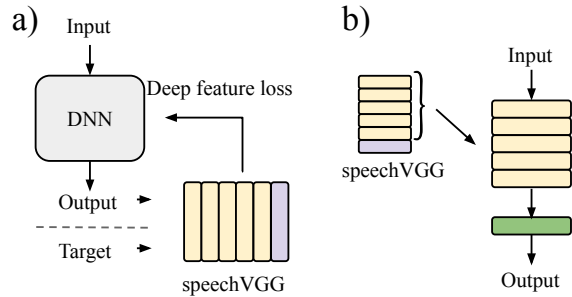 a)
Input
DNN
Deep feature loss
Output
Target
speechVGG
b)
Input
speechVGG
Output